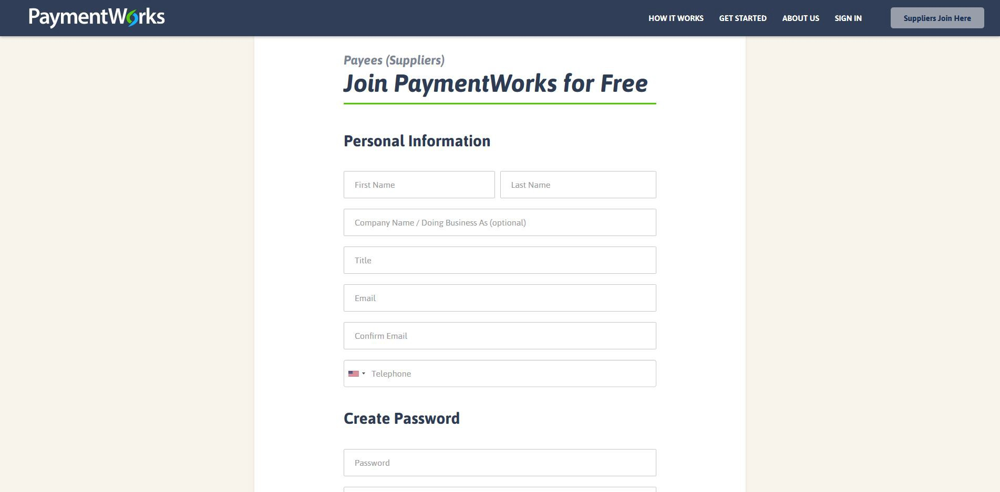 PaymentWorks
HOW IT WORKS
GET STARTED
ABOUT US
SIGN IN
Suppliers Join Here
Payees (Suppliers)
Join PaymentWorks for Free
Personal Information
First Name
Last Name
Company Name / Doing Business As (optional)
Title
Email
Confirm Email
Telephone
Create Password
Password